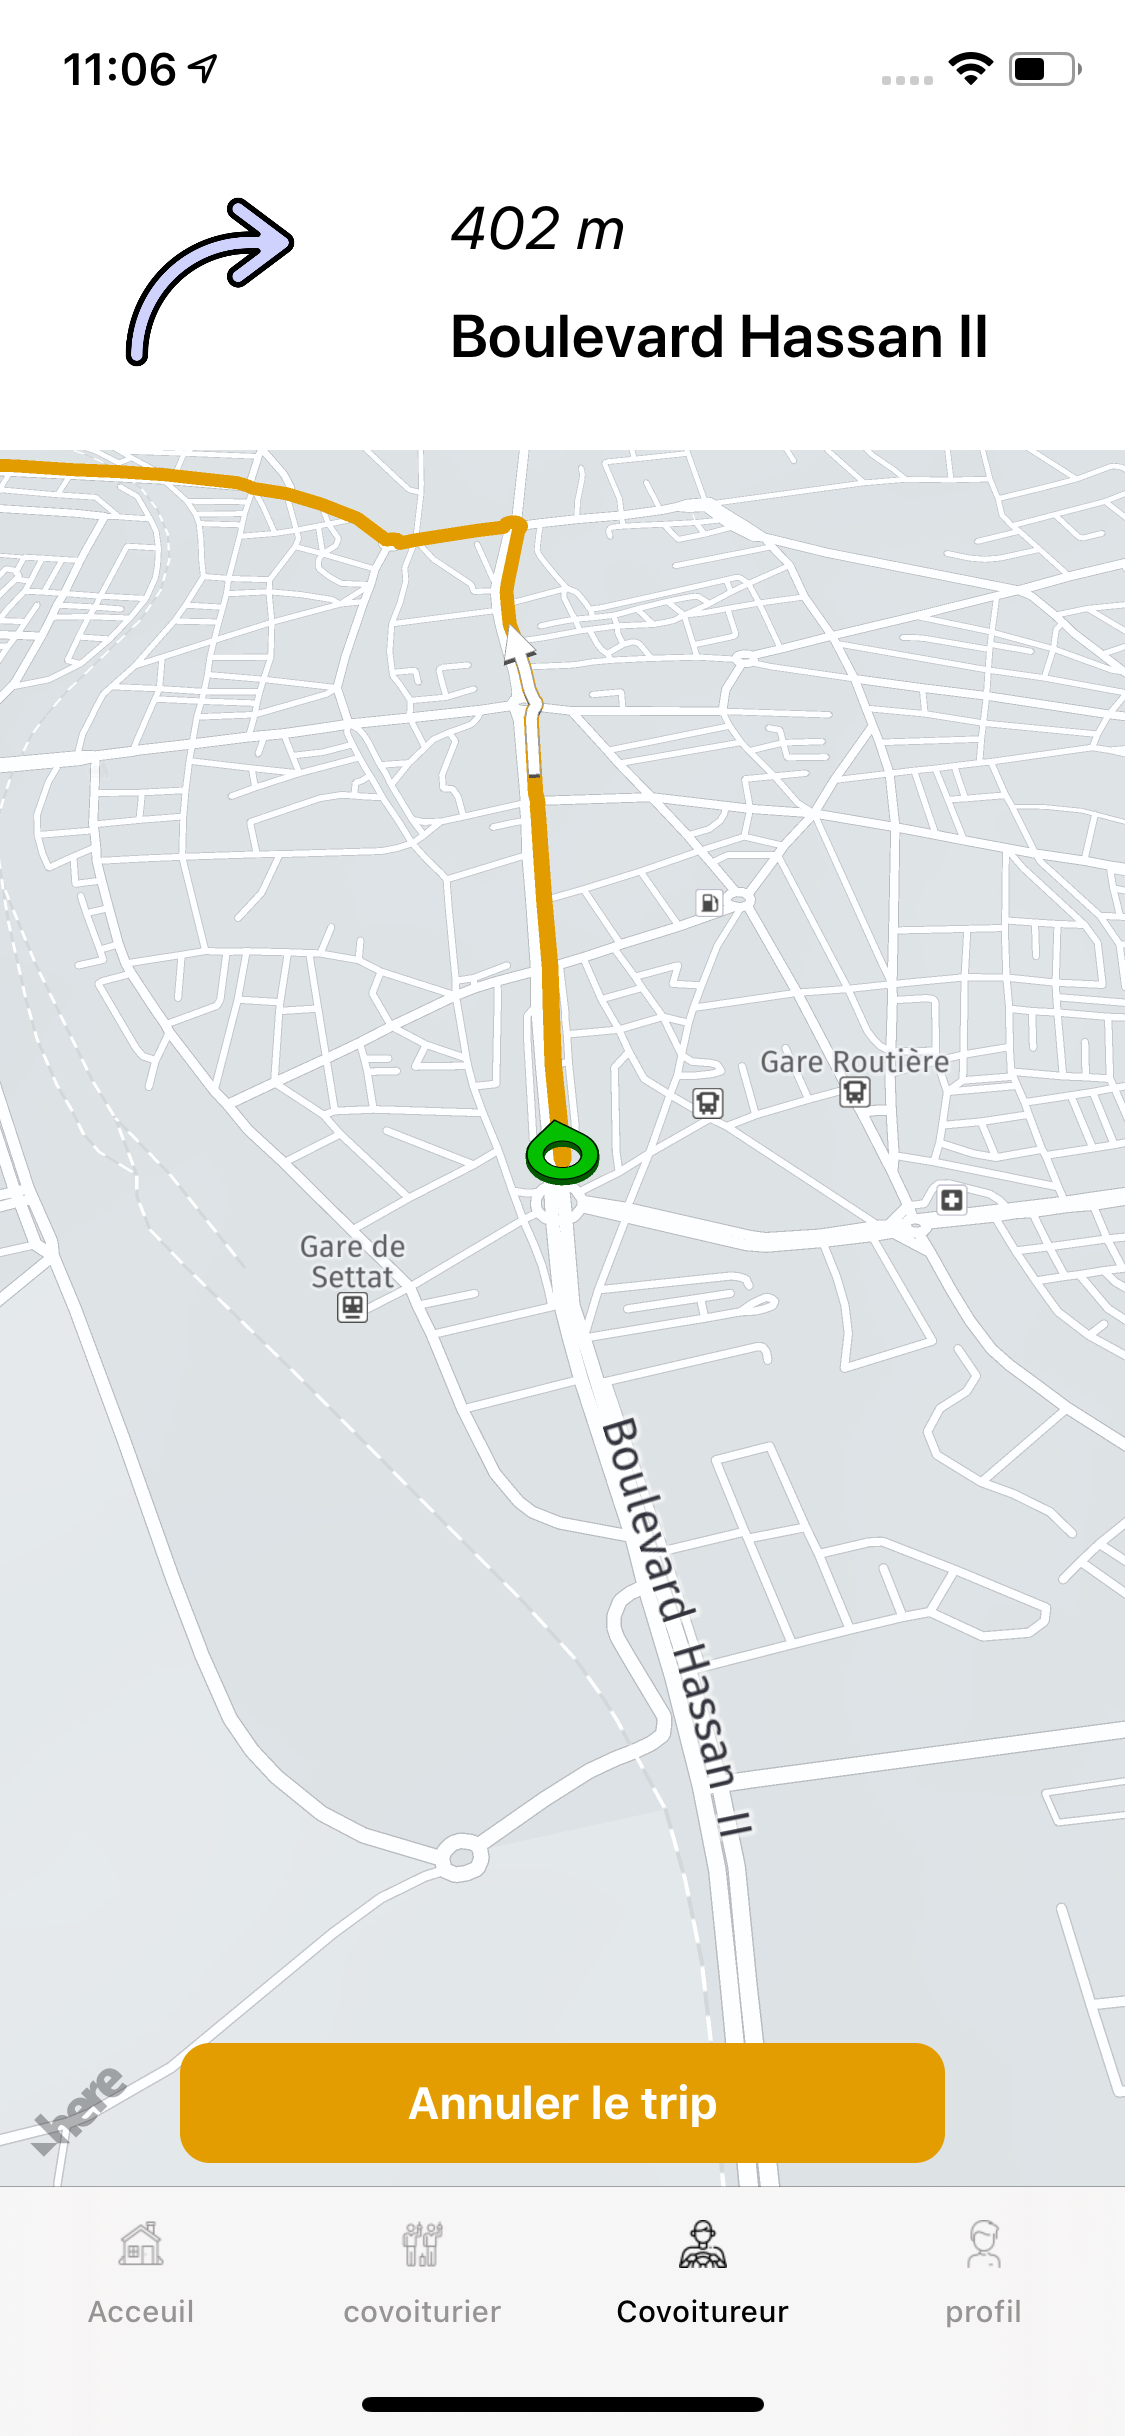 11:06
402 m
Boulevard Hassan II
Gare Routière
Gare de
Settat
Boulevard Hassan II
here
Annuler le trip
Acceuil
covoiturier
Covoitureur
profil